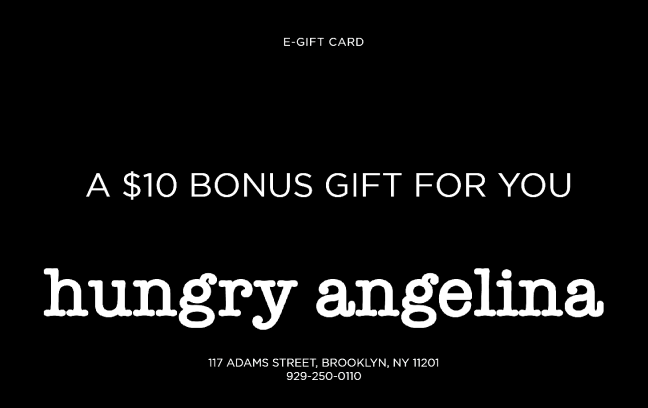 E-GIFT CARD
A $10 BONUS GIFT FOR YOU
hungry angelina
117 ADAMS STREET, BROOKLYN, NY 11201
929-250-0110